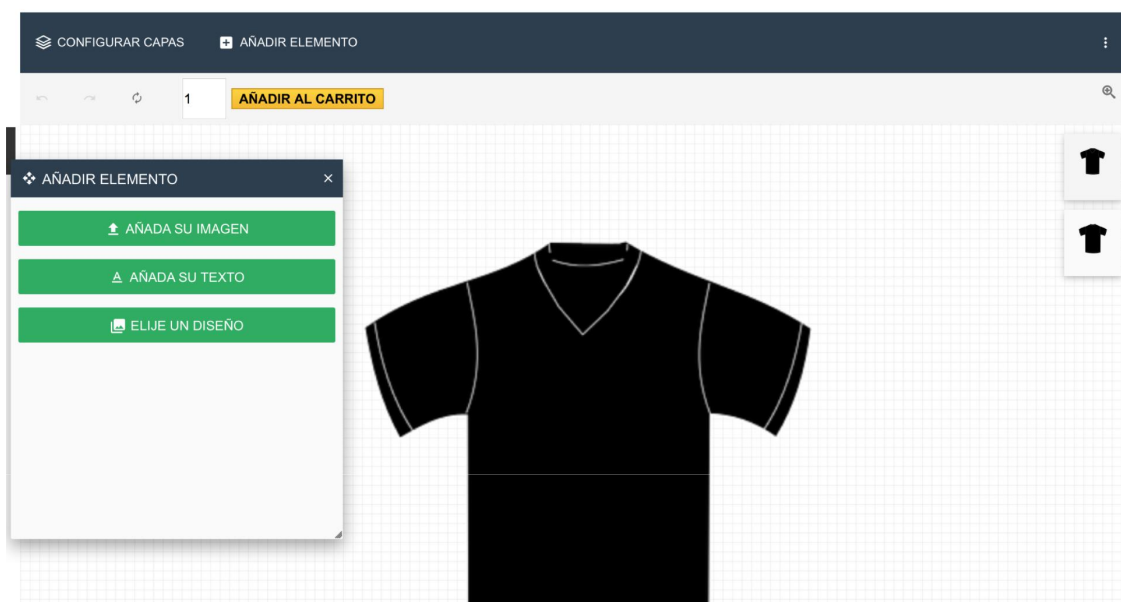 CONFIGURAR CAPAS
AÑADIR ELEMENTO
1
AÑADIR AL CARRITO
AÑADIR ELEMENTO
AÑADA SU IMAGEN
A AÑADA SU TEXTO
ELIJE UN DISEÑO